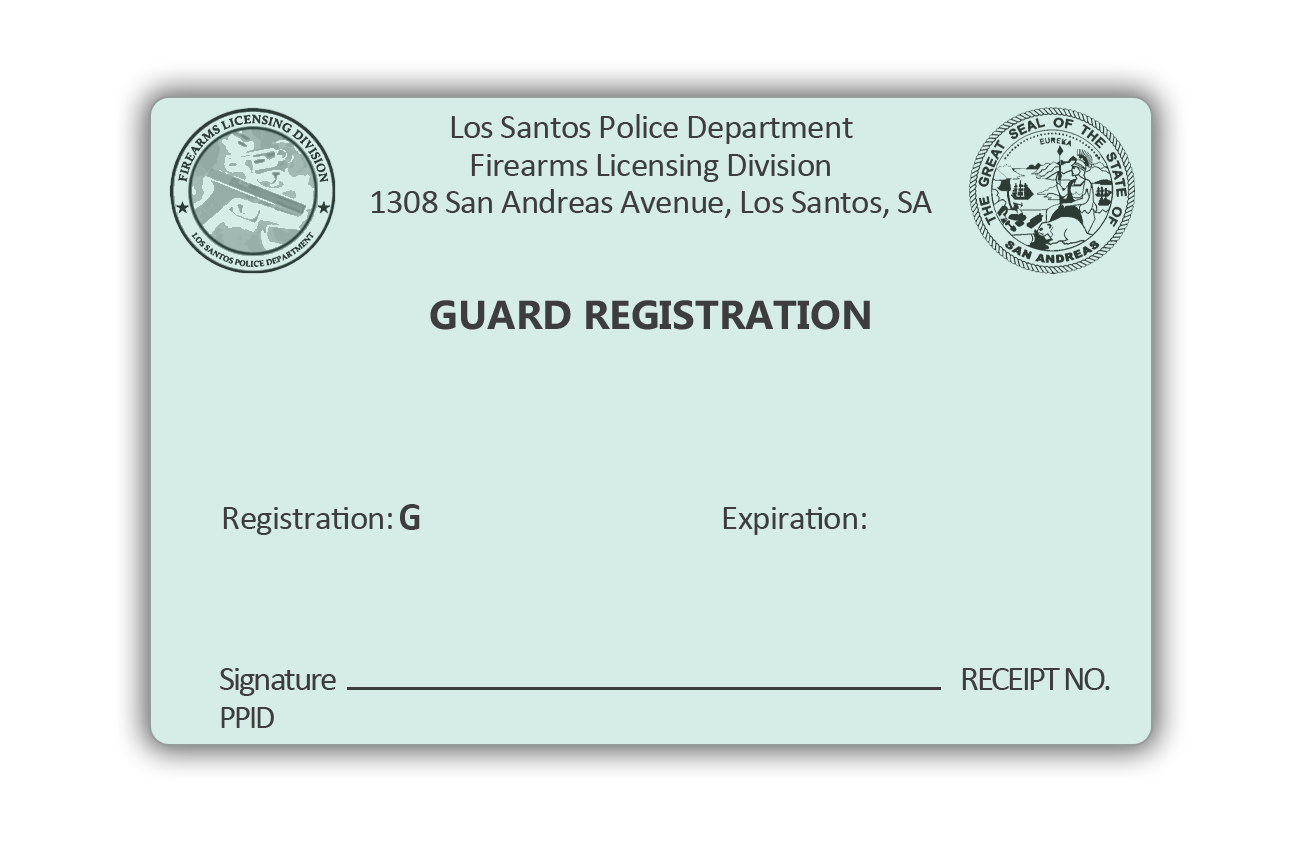 FIREARMS LICENSING DIVISION
LOS SANTOS POLICE DEPARTMENT
Los Santos Police Department
Firearms Licensing Division
1308 San Andreas Avenue, Los Santos, SA
THE GREAT SEAL OF THE STATE OF
EUREKA
SAN ANDREAS
GUARD REGISTRATION
Registration: G
Expiration:
Signature
RECEIPT NO.
PPID